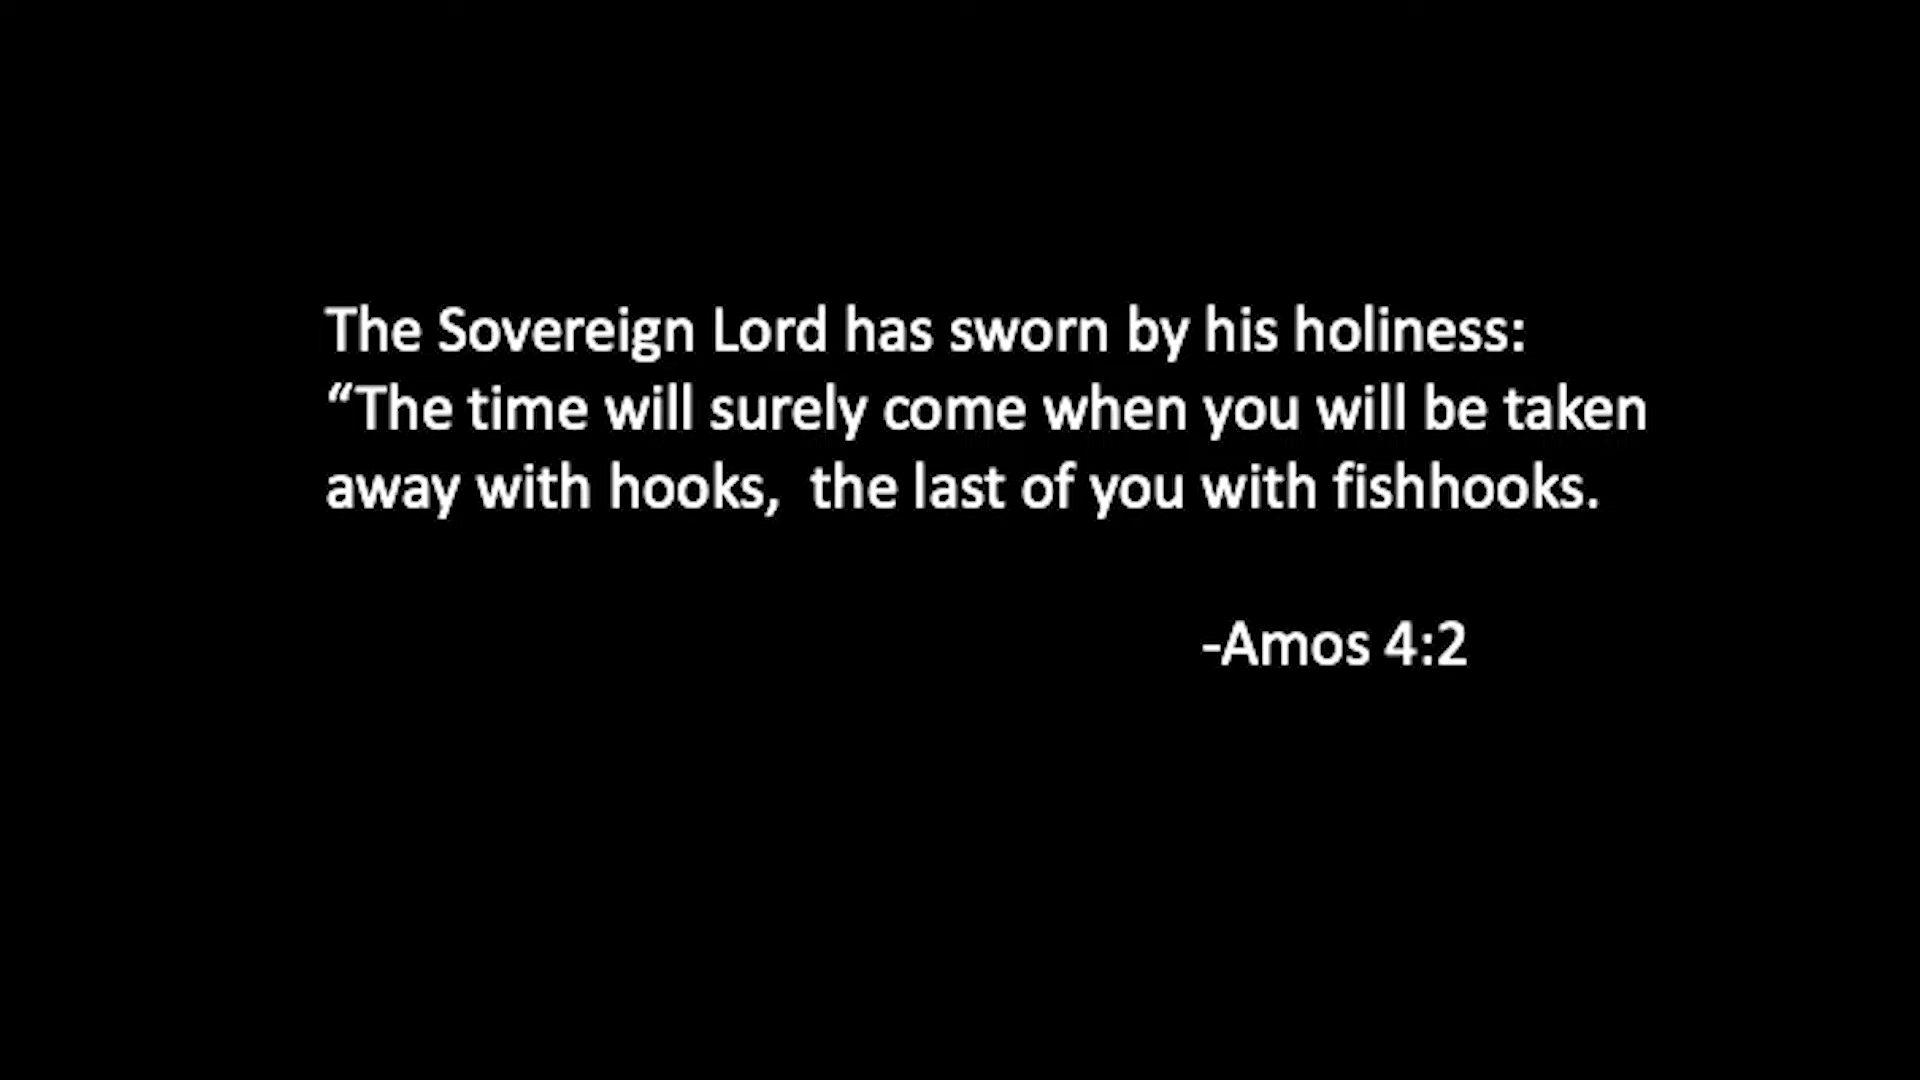 The Sovereign Lord has sworn by his holiness:
“The time will surely come when you will be taken
away with hooks,  the last of you with fishhooks.
-Amos 4:2